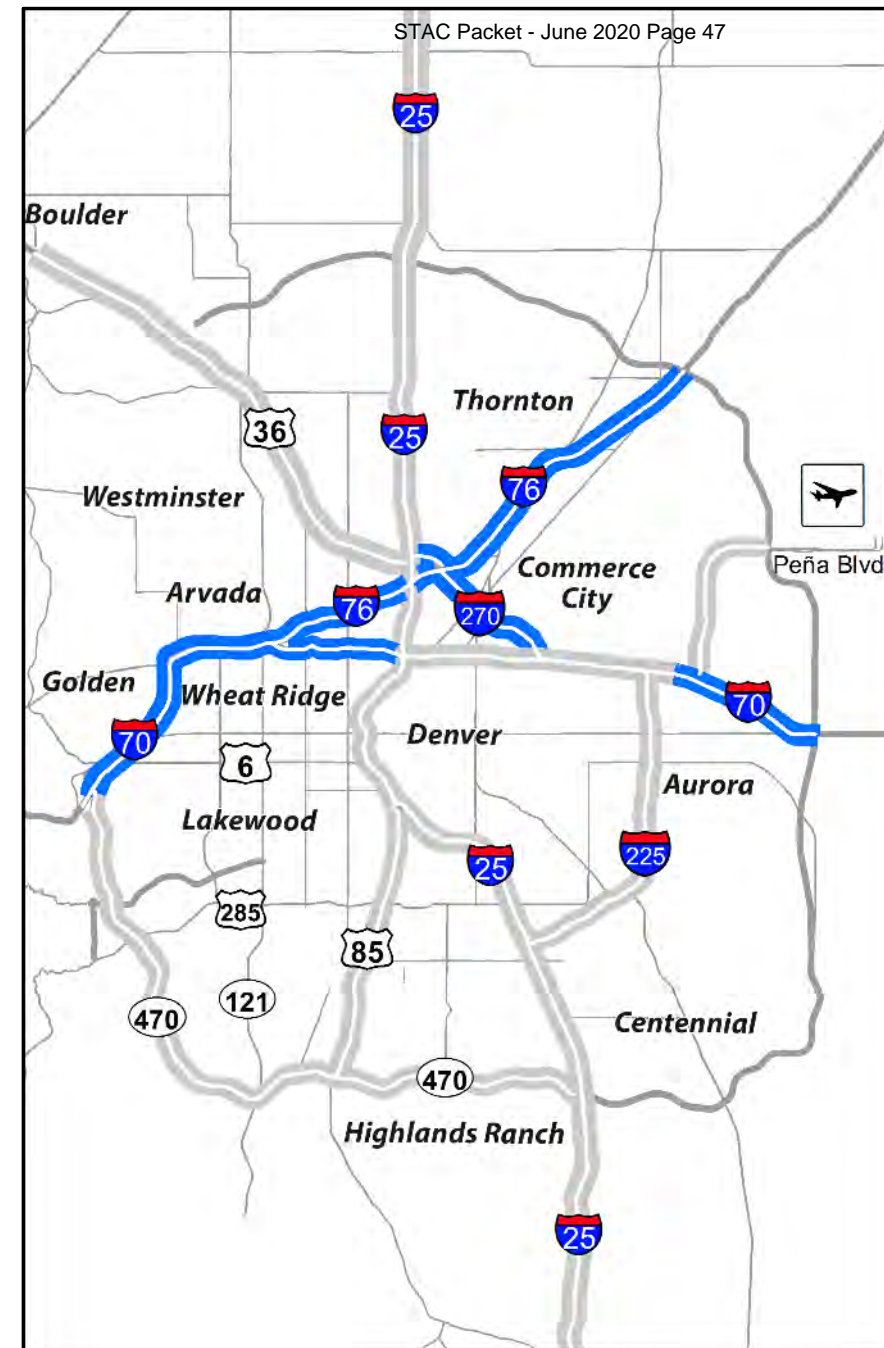 STAC Packet - June 2020 Page 47
25
Boulder
Thornton
36
25
76
Westminster
Peña Blvd
Commerce
City
Arvada
76
270
Golden
Wheat Ridge
70
70
Denver
6
Aurora
Lakewood
25
225
285
85
121
470
Centennial
470
Highlands Ranch
25